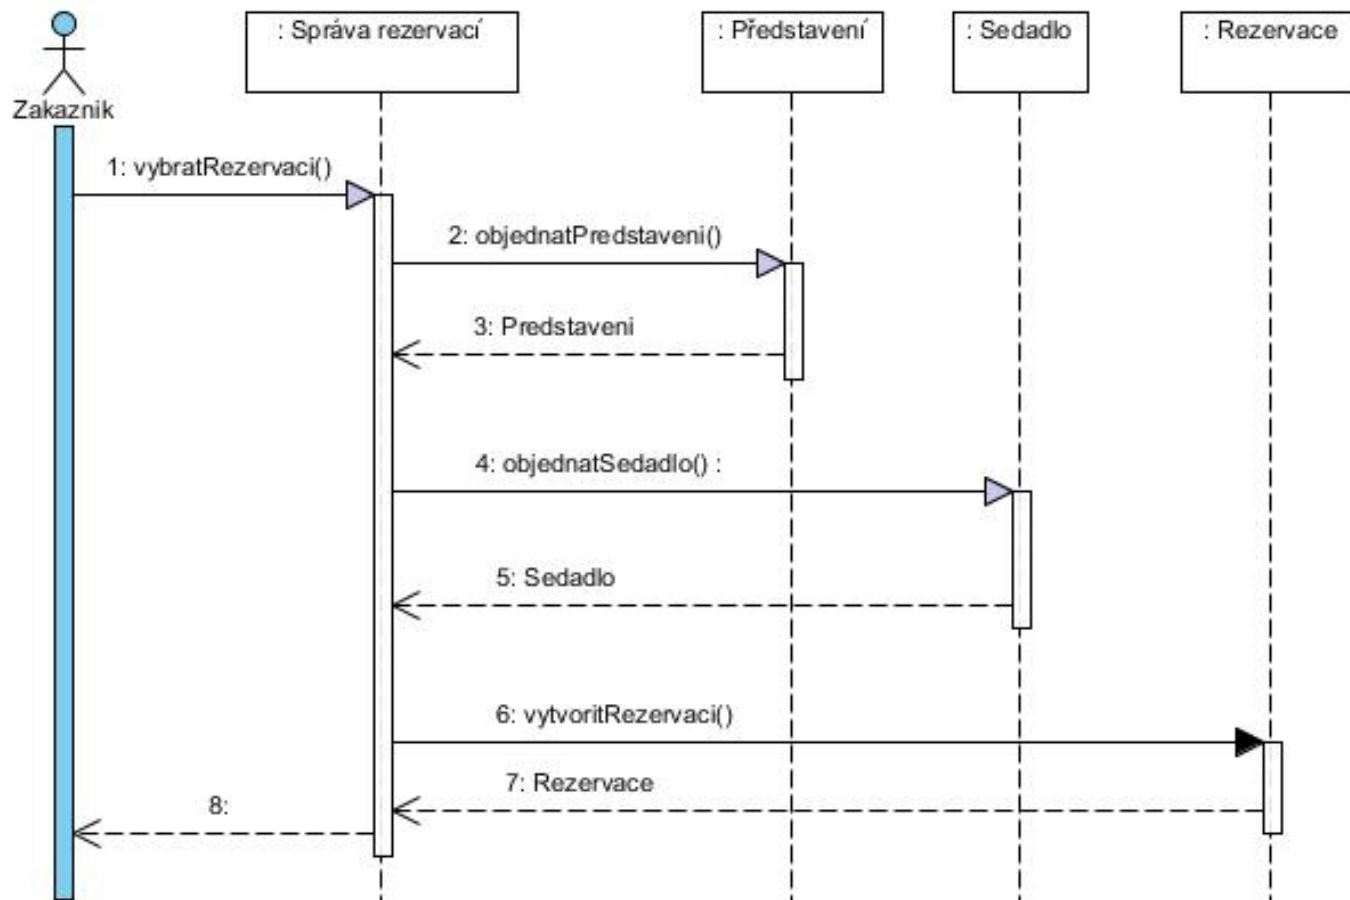 : Správa rezervací
: Představení
: Sedadlo
: Rezervace
Zakaznik
1: vybratRezervaci()
2: objednatPredstaveni()
3: Predstaveni
4: objednatSedadlo() :
5: Sedadlo
6: vytvoritRezervaci()
7: Rezervace
8: